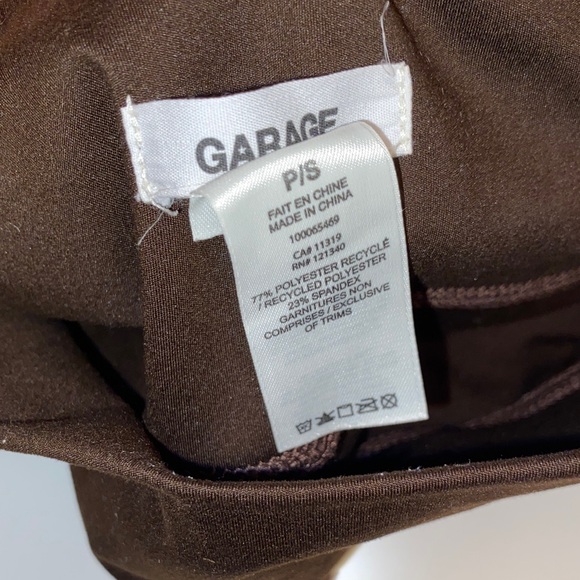 GARAGE
P/S
FAIT EN CHINE
MADE IN CHINA
100065469
CA# 11319
RN# 121340
77% POLYESTER RECYCLÉ
/ RECYCLED POLYESTER
23% SPANDEX
GARNITURES NON
COMPRISES / EXCLUSIVE
OF TRIMS